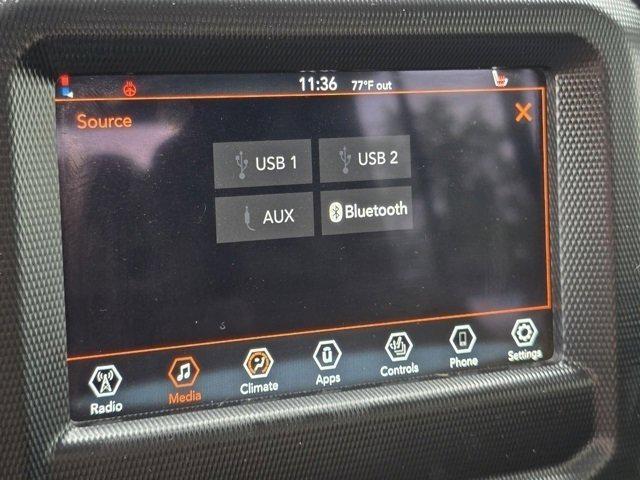 11:36 77°F out
Source
USB 1 USB 2
AUX Bluetooth
Radio Media Climate Apps Controls Phone Settings